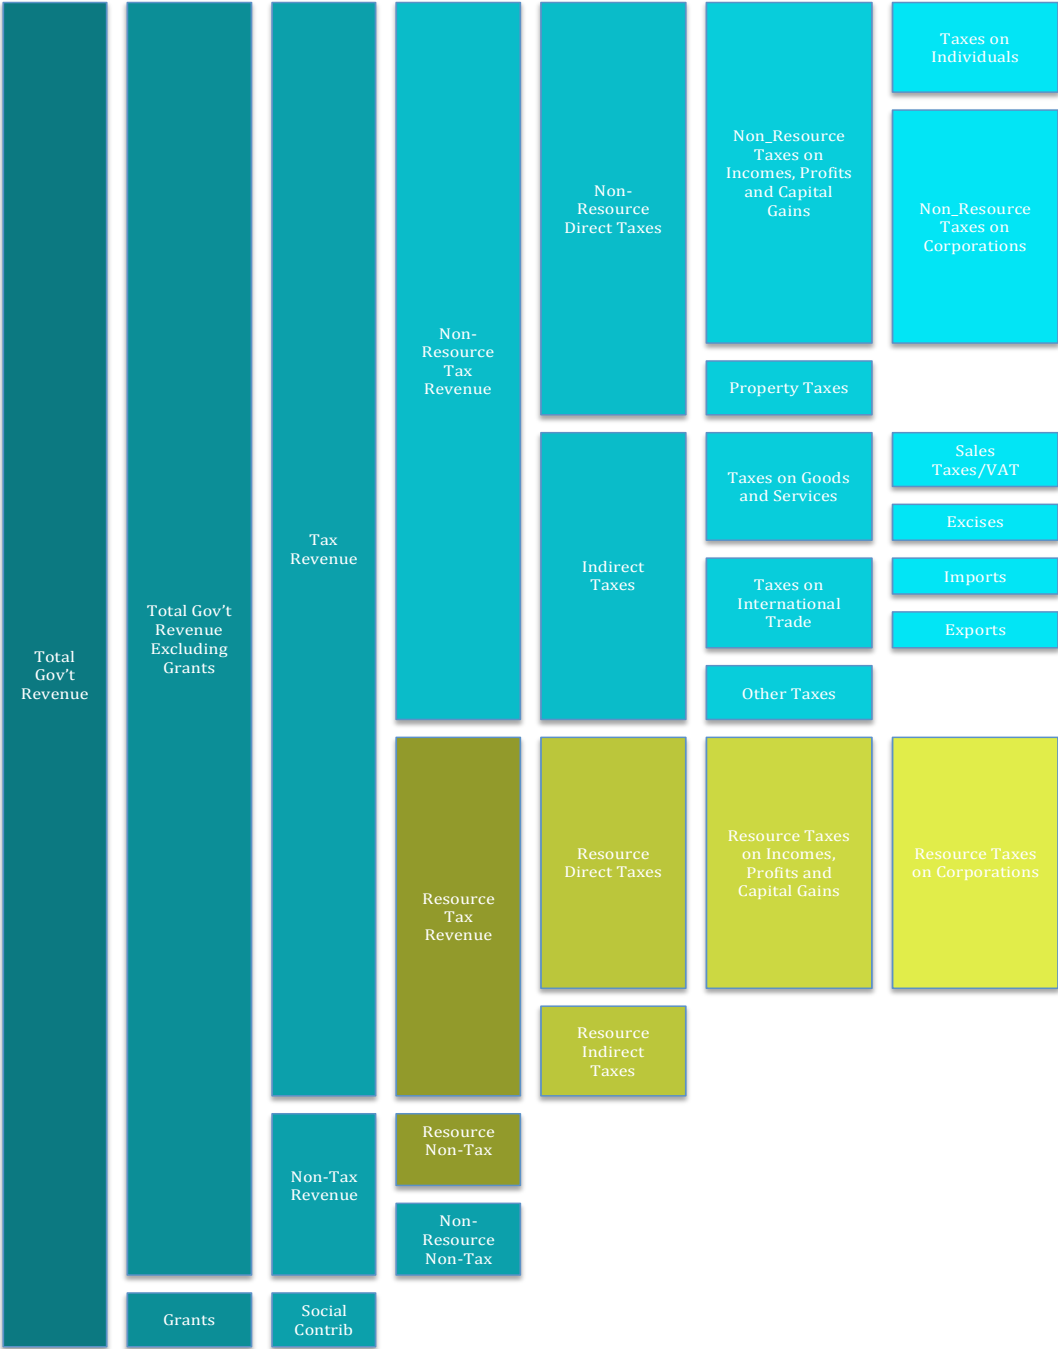 Total
Gov’t
Revenue
Total Gov’t
Revenue
Excluding
Grants
Grants
Tax
Revenue
Non-Tax
Revenue
Social
Contrib
Non-
Resource
Tax
Revenue
Resource
Tax
Revenue
Resource
Non-Tax
Non-
Resource
Non-Tax
Non-
Resource
Direct Taxes
Indirect
Taxes
Resource
Direct Taxes
Resource
Indirect
Taxes
Non_Resource
Taxes on
Incomes, Profits
and Capital
Gains
Property Taxes
Taxes on Goods
and Services
Taxes on
International
Trade
Other Taxes
Resource Taxes
on Incomes,
Profits and
Capital Gains
Taxes on
Individuals
Non_Resource
Taxes on
Corporations
Sales
Taxes/VAT
Excises
Imports
Exports
Resource Taxes
on Corporations